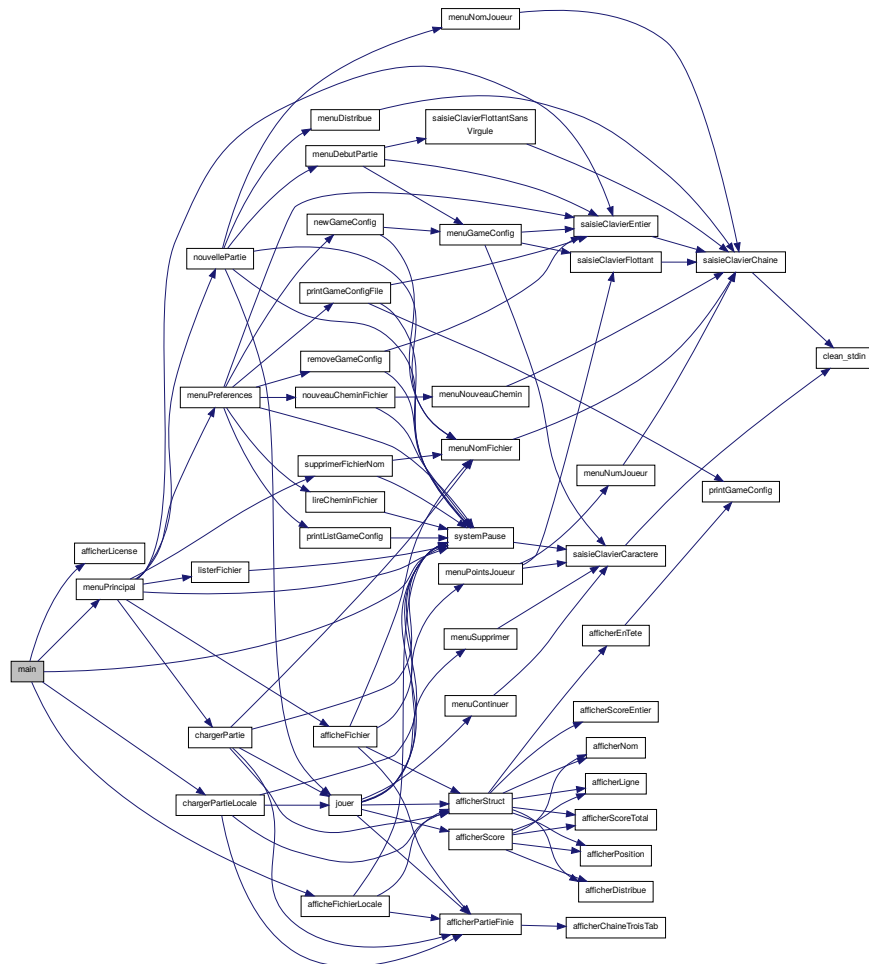 menuNomJoueur
menuDistribue
saisieClavierFlottantSans
Virgule
menuDebutPartie
newGameConfig
menuGameConfig
saisieClavierEntier
nouvellePartie
saisieClavierFlottant
saisieClavierChaine
printGameConfigFile
removeGameConfig
clean_stdin
menuPreferences
nouveauCheminFichier
menuNouveauChemin
menuNomFichier
supprimerFichierNom
menuNumJoueur
printGameConfig
lireCheminFichier
afficherLicense
printListGameConfig
systemPause
saisieClavierCaractere
listerFichier
menuPointsJoueur
menuPrincipal
menuSupprimer
afficherEnTete
main
menuContinuer
afficherScoreEntier
chargerPartie
afficheFichier
afficherNom
afficherLigne
chargerPartieLocale
jouer
afficherStruct
afficherScoreTotal
afficherScore
afficherPosition
afficherDistribue
afficheFichierLocale
afficherPartieFinie
afficherChaineTroisTab